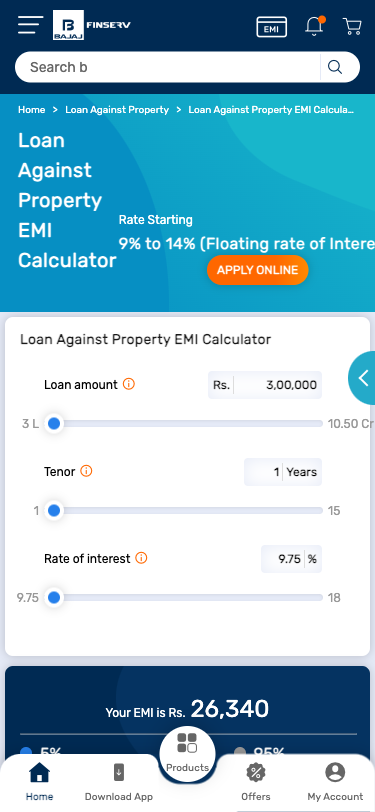 BAJAJ FINSERV
EMI
Search b
Home > Loan Against Property > Loan Against Property EMI Calcula...
Loan
Against
Property
EMI
Calculator
Rate Starting
9% to 14% (Floating rate of Intere
APPLY ONLINE
Loan Against Property EMI Calculator
Loan amount
Rs. 3,00,000
3 L 10.50 Cr
Tenor
1 Years
1 15
Rate of interest
9.75 %
9.75 18
Your EMI is Rs. 26,340
5% 95%
Home
Download App
Products
Offers
My Account